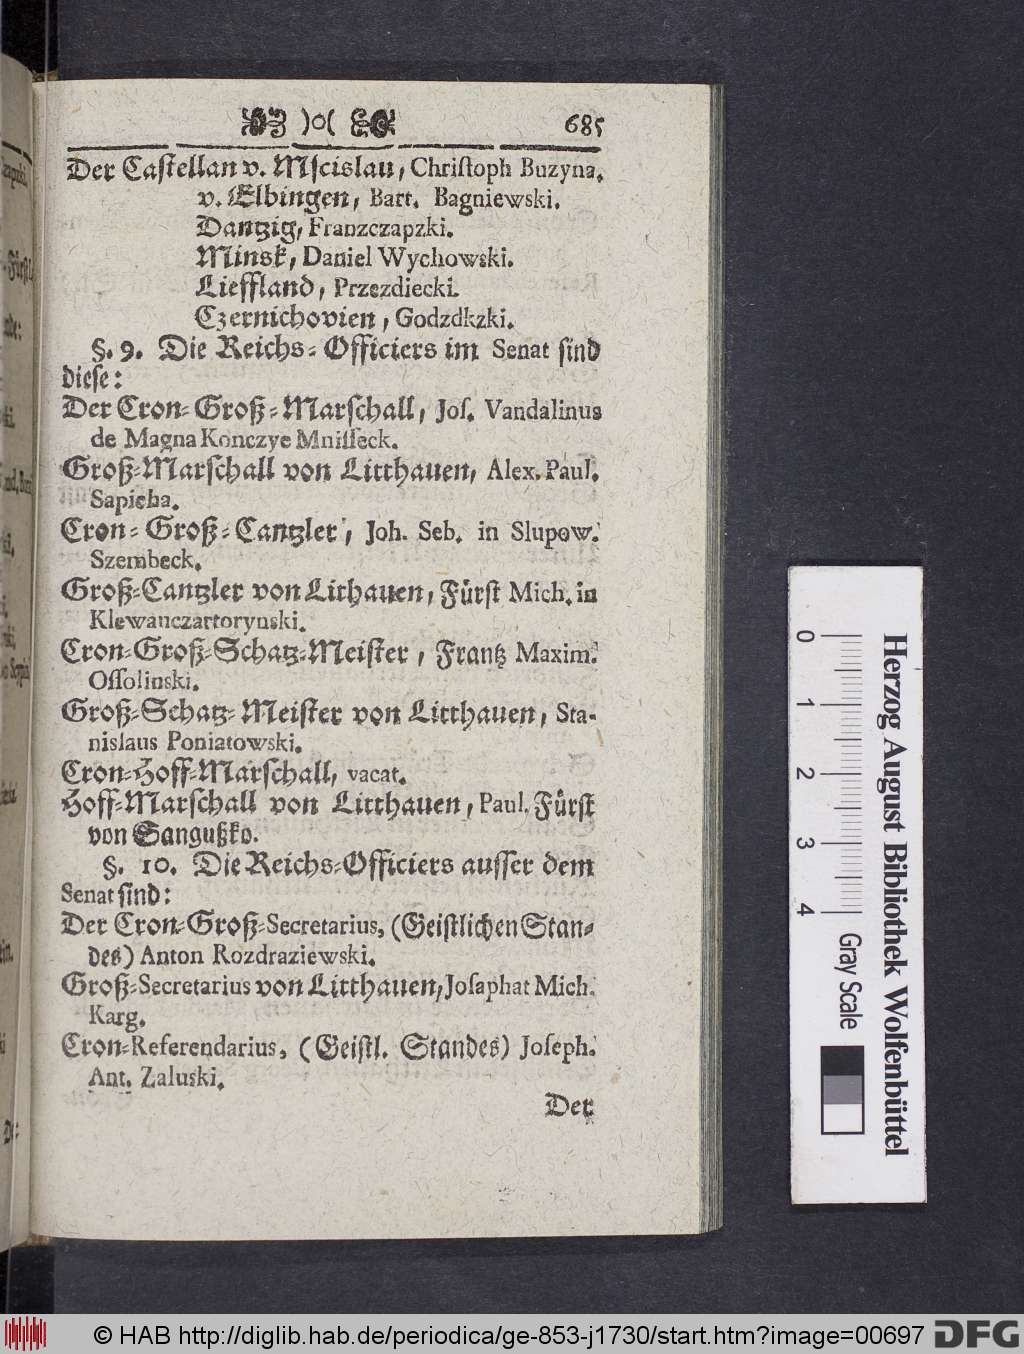 )o( 685
Der Castellan v. Mſcislau, Chriſtoph Buzyna.
v. Elbingen, Bart. Bagniewski.
Dantzig, Franzczapzki.
Minsk, Daniel Wychowski.
Lieffland, Przezdiecki.
Czernichovien, Godzdkzki.
§. 9. Die Reichs-Officiers im Senat ſind
dieſe:
Der Cron-Groß-Marſchall, Joſ. Vandalinus
de Magna Konczye Mniſſeck.
Groß-Marſchall von Litthauen, Alex. Paul.
Sapieha.
Cron-Groß-Cantzler, Joh. Seb. in Slupow.
Szembeck.
Groß-Cantzler von Lithauen, Fürſt Mich. in
Klewanczartorynski.
Cron-Groß-Schatz-Meiſter, Frantz Maxim.
Oſſolinski.
Groß-Schatz-Meiſter von Litthauen, Sta-
nislaus Poniatowski.
Cron-Hoff-Marſchall, vacat.
Hoff-Marſchall von Litthauen, Paul. Fürſt
von Sangußko.
§. 10. Die Reichs-Officiers auſſer dem
Senat ſind:
Der Cron-Groß-Secretarius, (Geiſtlichen Stan-
des) Anton Rozdraziewski.
Groß-Secretarius von Litthauen, Joſaphat Mich.
Karg.
Cron-Referendarius, (Geiſtl. Standes) Joſeph.
Ant. Zaluski.
Der
Herzog August Bibliothek Wolfenbüttel
0 1 2 3 4 Gray Scale
© HAB http://diglib.hab.de/periodica/ge-853-j1730/start.htm?image=00697 DFG